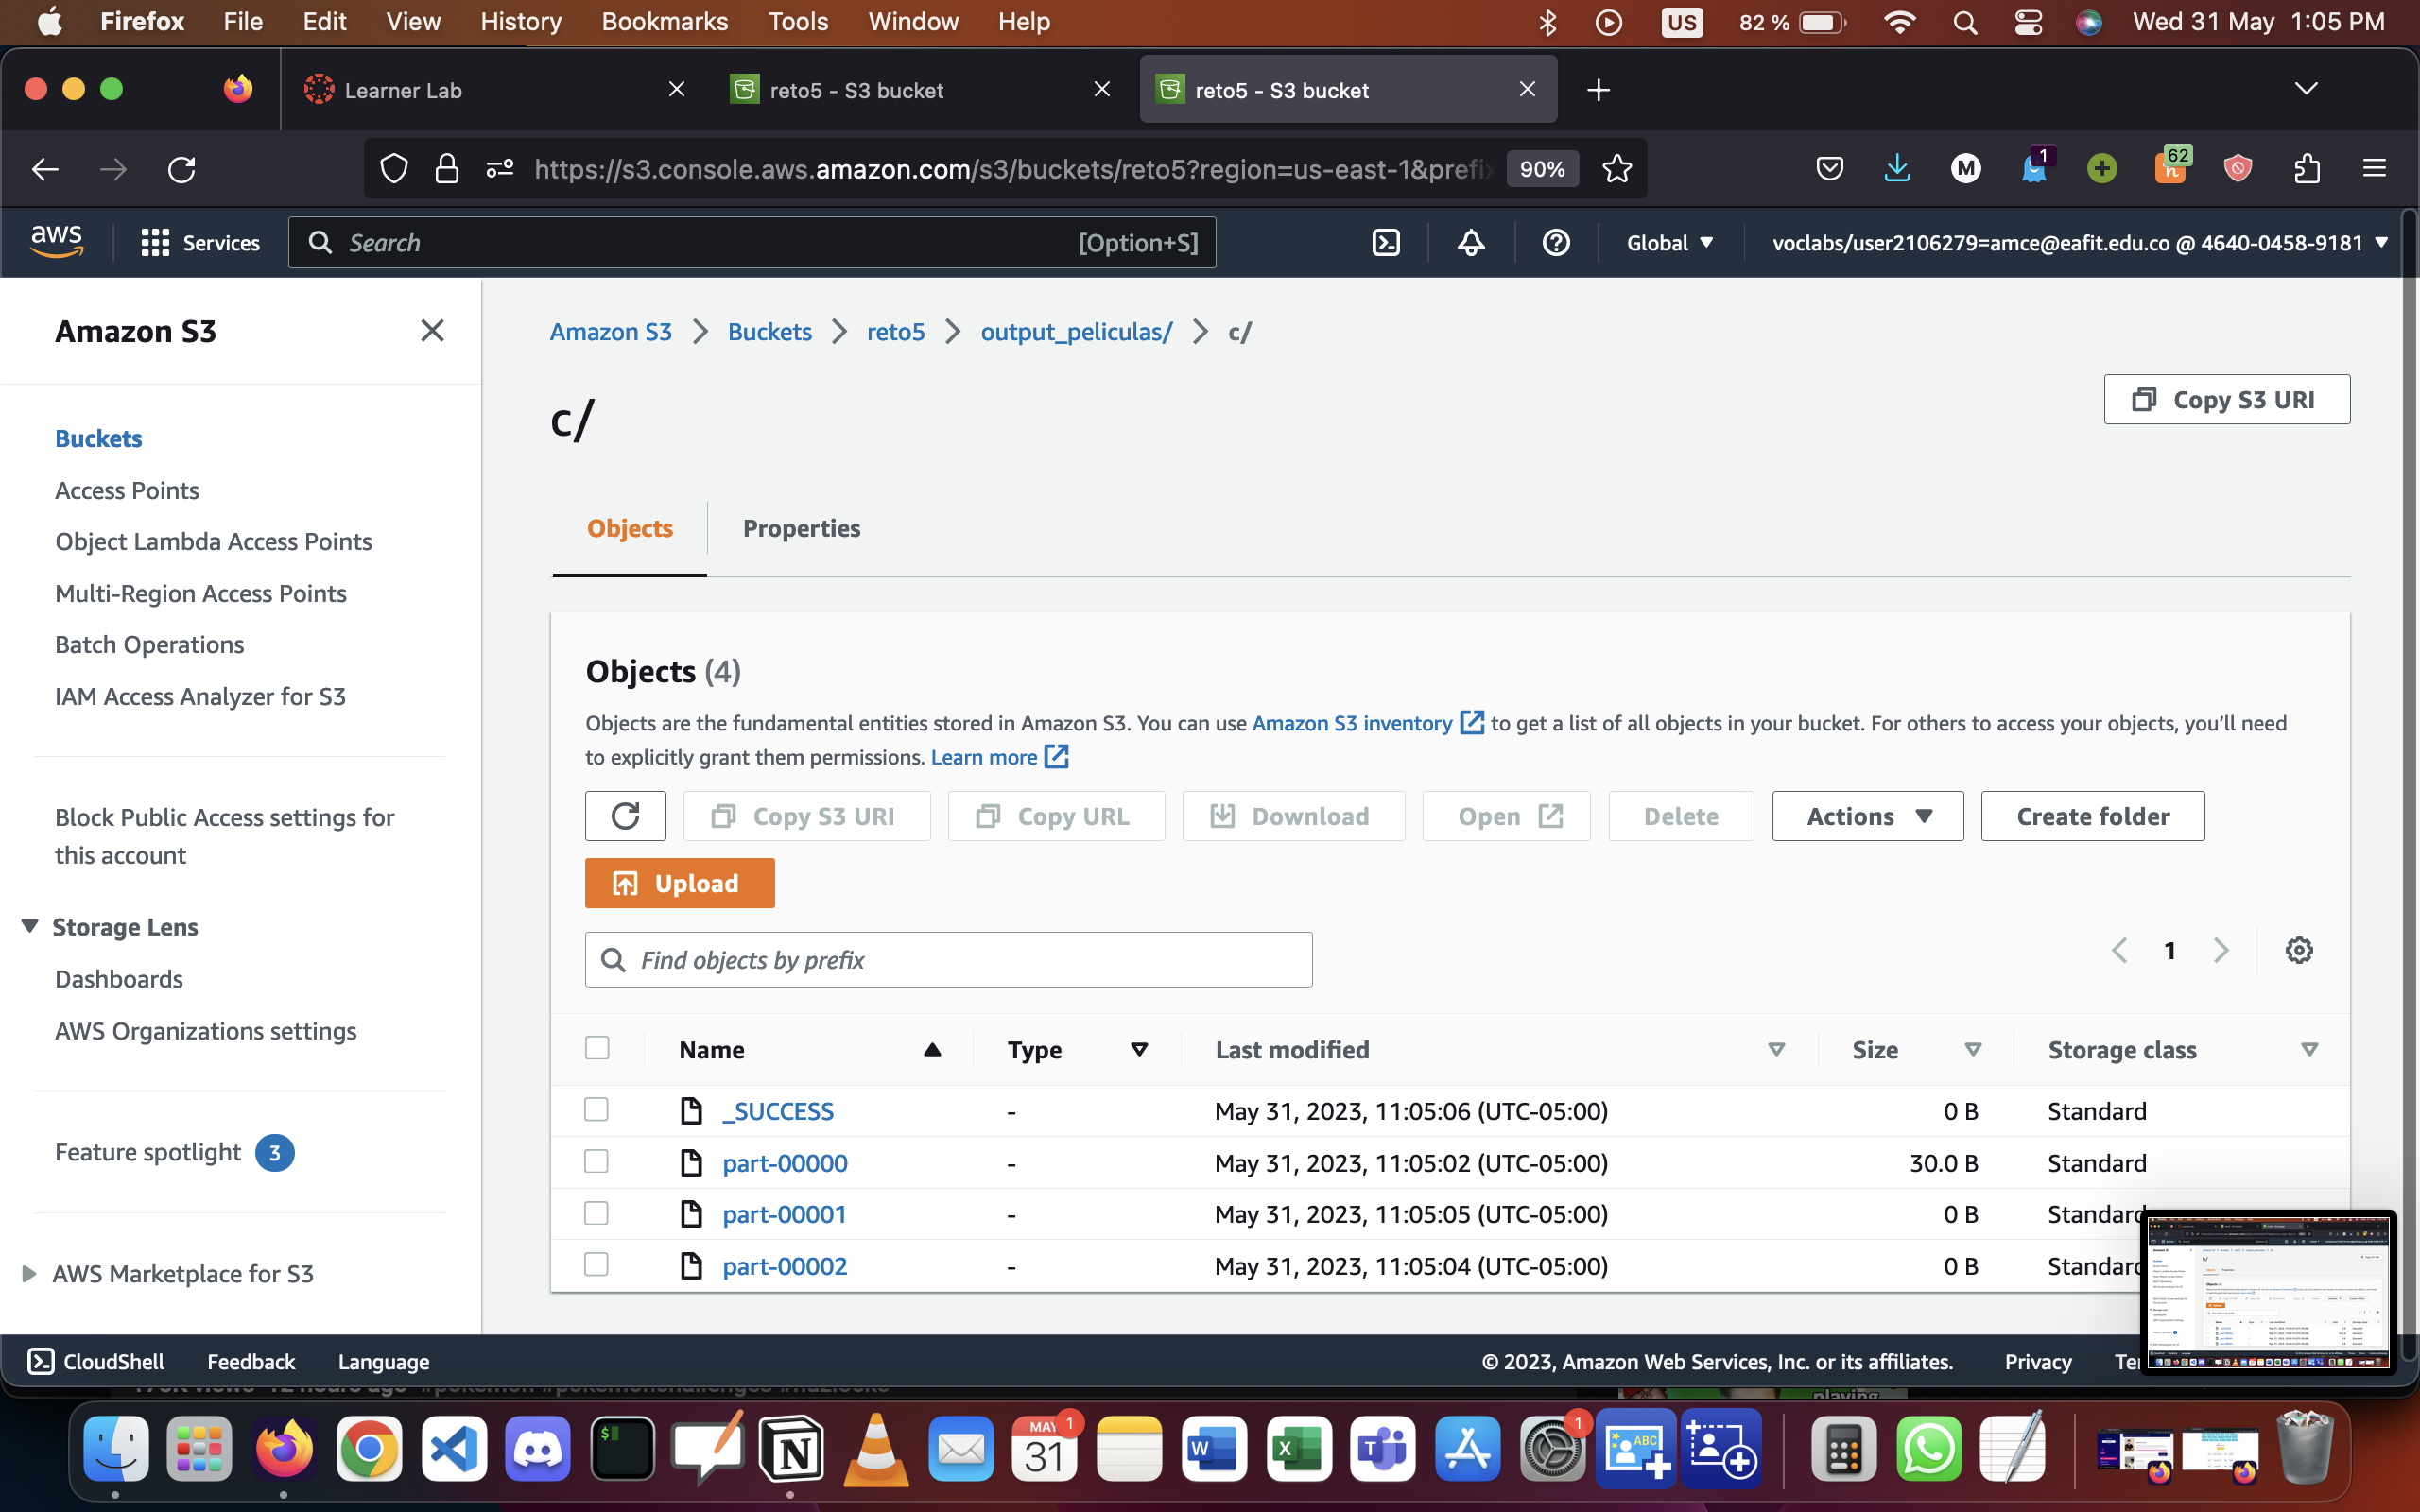 Firefox File Edit View History Bookmarks Tools Window Help US 82 % Wed 31 May 1:05 PM
Learner Lab reto5 - S3 bucket reto5 - S3 bucket
https://s3.console.aws.amazon.com/s3/buckets/reto5?region=us-east-1&prefix 90% M 1 62 n
aws Services Search [Option+S] Global voclabs/user2106279=amce@eafit.edu.co @ 4640-0458-9181
Amazon S3
Buckets
Access Points
Object Lambda Access Points
Multi-Region Access Points
Batch Operations
IAM Access Analyzer for S3
Block Public Access settings for
this account
Storage Lens
Dashboards
AWS Organizations settings
Feature spotlight 3
AWS Marketplace for S3
Amazon S3 Buckets reto5 output_peliculas/ c/
c/
Copy S3 URI
Objects Properties
Objects (4)
Objects are the fundamental entities stored in Amazon S3. You can use Amazon S3 inventory to get a list of all objects in your bucket. For others to access your objects, you'll need
to explicitly grant them permissions. Learn more
Copy S3 URI Copy URL Download Open Delete Actions Create folder
Upload
Find objects by prefix 1
Name Type Last modified Size Storage class
_SUCCESS - May 31, 2023, 11:05:06 (UTC-05:00) 0 B Standard
part-00000 - May 31, 2023, 11:05:02 (UTC-05:00) 30.0 B Standard
part-00001 - May 31, 2023, 11:05:05 (UTC-05:00) 0 B Standard
part-00002 - May 31, 2023, 11:05:04 (UTC-05:00) 0 B Standard
CloudShell Feedback Language © 2023, Amazon Web Services, Inc. or its affiliates. Privacy
MAY 1
31
1
ABC